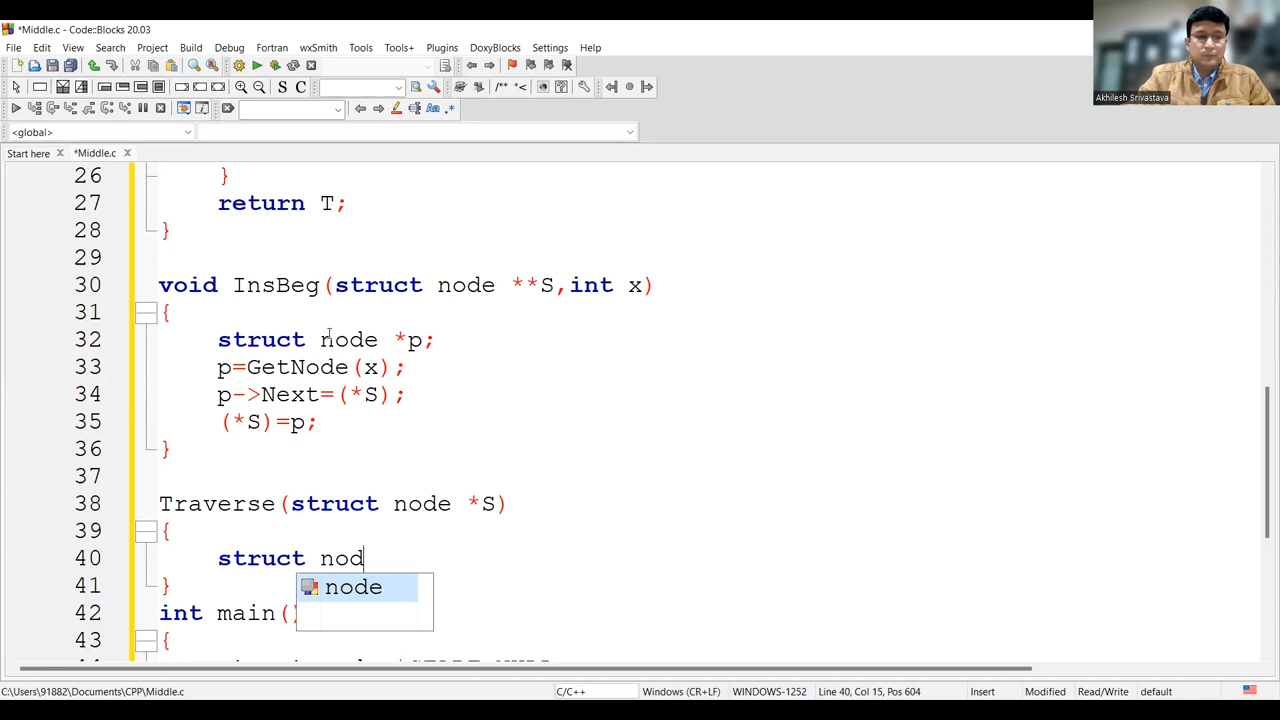 *Middle.c - Code::Blocks 20.03
File Edit View Search Project Build Debug Fortran wxSmith Tools Tools+ Plugins DoxyBlocks Settings Help
<global>
Start here *Middle.c
Akhilesh Srivastava
26 }
27 return T;
28 }
29
30 void InsBeg(struct node **S,int x)
31 {
32 struct node *p;
33 p=GetNode(x);
34 p->Next=(*S);
35 (*S)=p;
36 }
37
38 Traverse(struct node *S)
39 {
40 struct nod
node
41 }
42 int main()
43 {
C:\Users\91882\Documents\CPP\Middle.c C/C++ Windows (CR+LF) WINDOWS-1252 Line 40, Col 15, Pos 604 Insert Modified Read/Write default